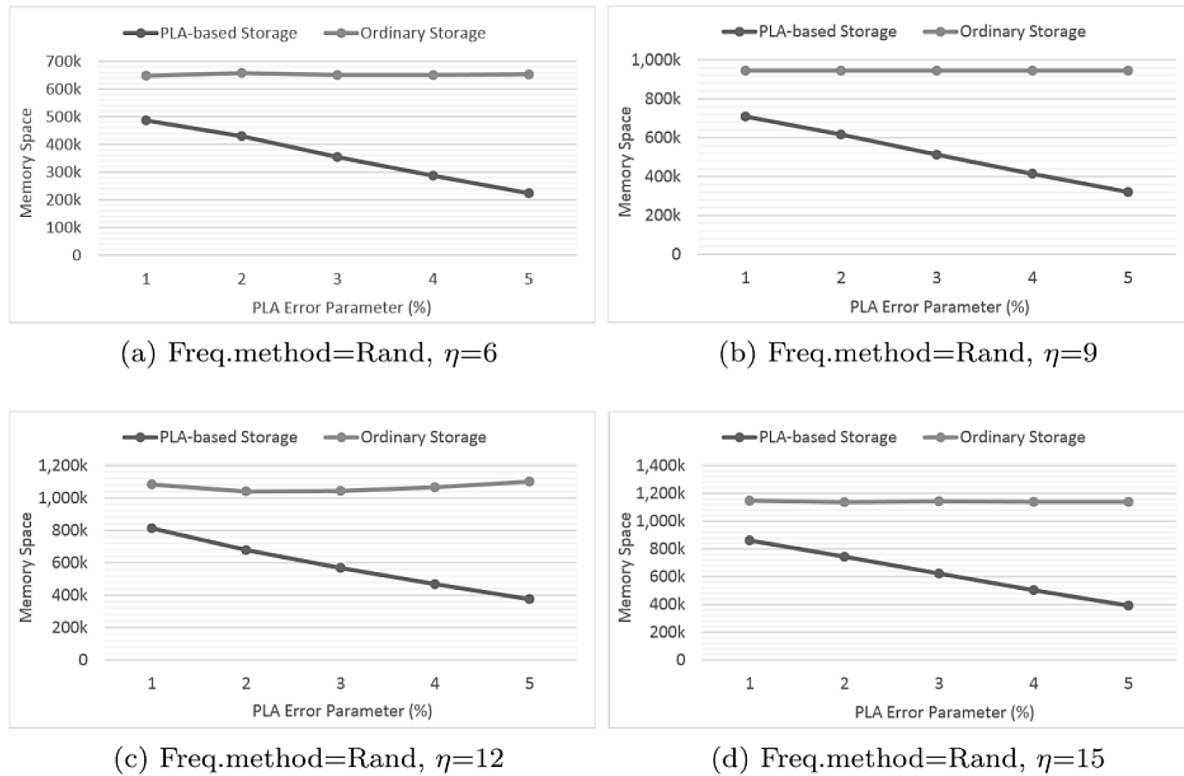 PLA-based Storage Ordinary Storage
700k
600k
500k
400k
300k
200k
100k
0
Memory Space
1 2 3 4 5
PLA Error Parameter (%)
(a) Freq.method=Rand, η=6
PLA-based Storage Ordinary Storage
1,000k
800k
600k
400k
200k
0
Memory Space
1 2 3 4 5
PLA Error Parameter (%)
(b) Freq.method=Rand, η=9
PLA-based Storage Ordinary Storage
1,200k
1,000k
800k
600k
400k
200k
0
Memory Space
1 2 3 4 5
PLA Error Parameter (%)
(c) Freq.method=Rand, η=12
PLA-based Storage Ordinary Storage
1,400k
1,200k
1,000k
800k
600k
400k
200k
0
Memory Space
1 2 3 4 5
PLA Error Parameter (%)
(d) Freq.method=Rand, η=15